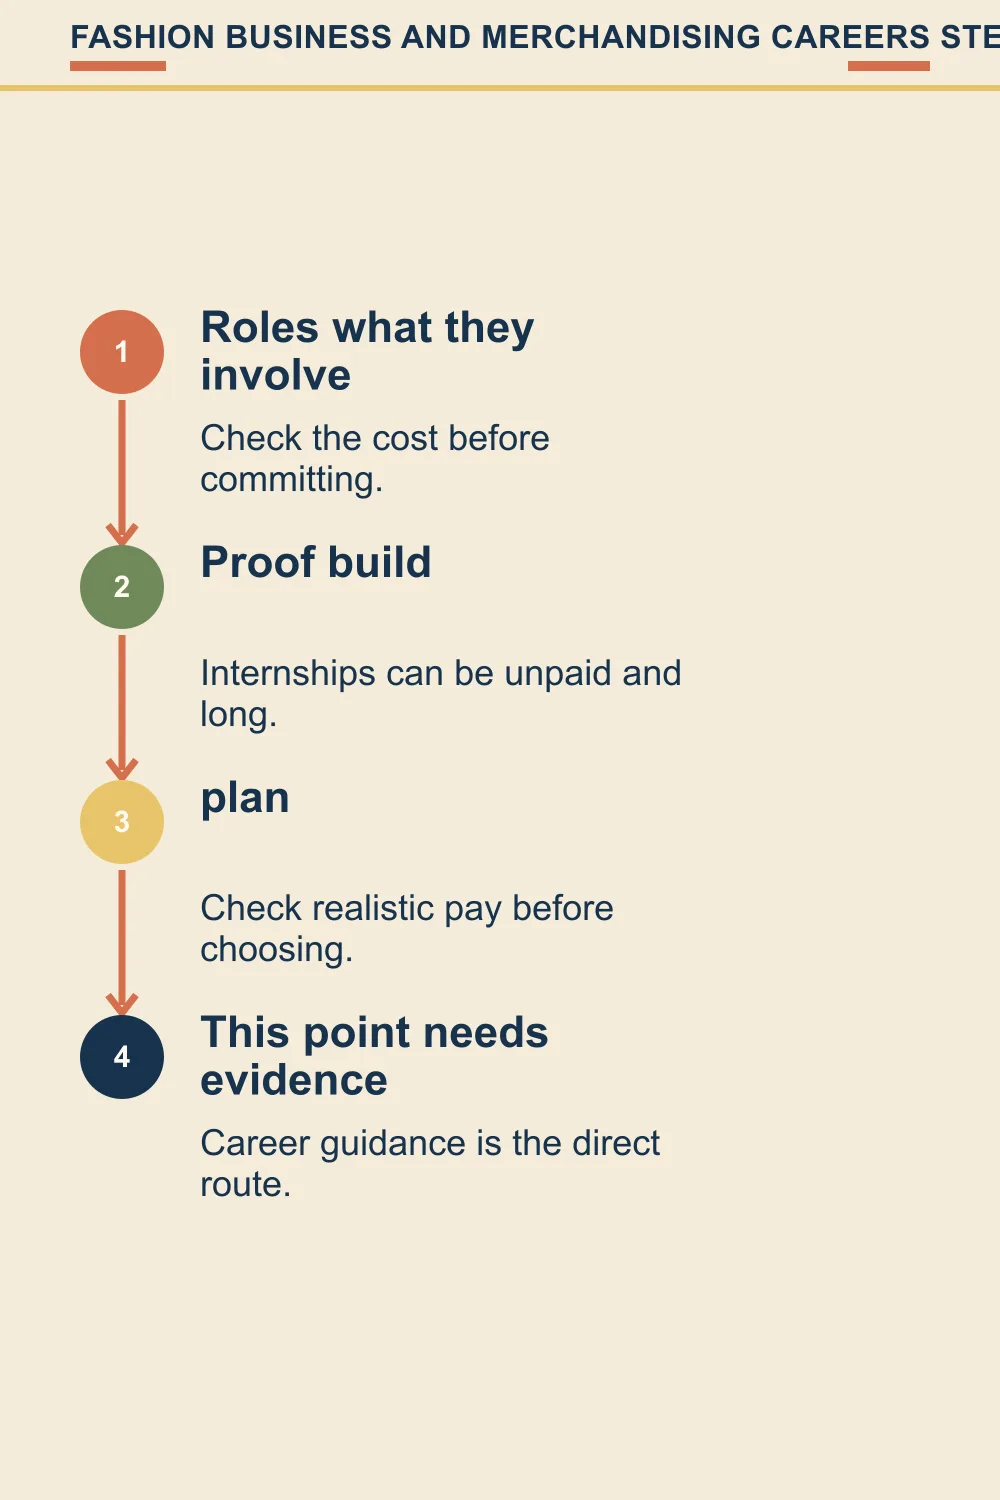 FASHION BUSINESS AND MERCHANDISING CAREERS STE
1
Roles what they
involve
Check the cost before
committing.
2
Proof build
Internships can be unpaid and
long.
3
plan
Check realistic pay before
choosing.
4
This point needs
evidence
Career guidance is the direct
route.